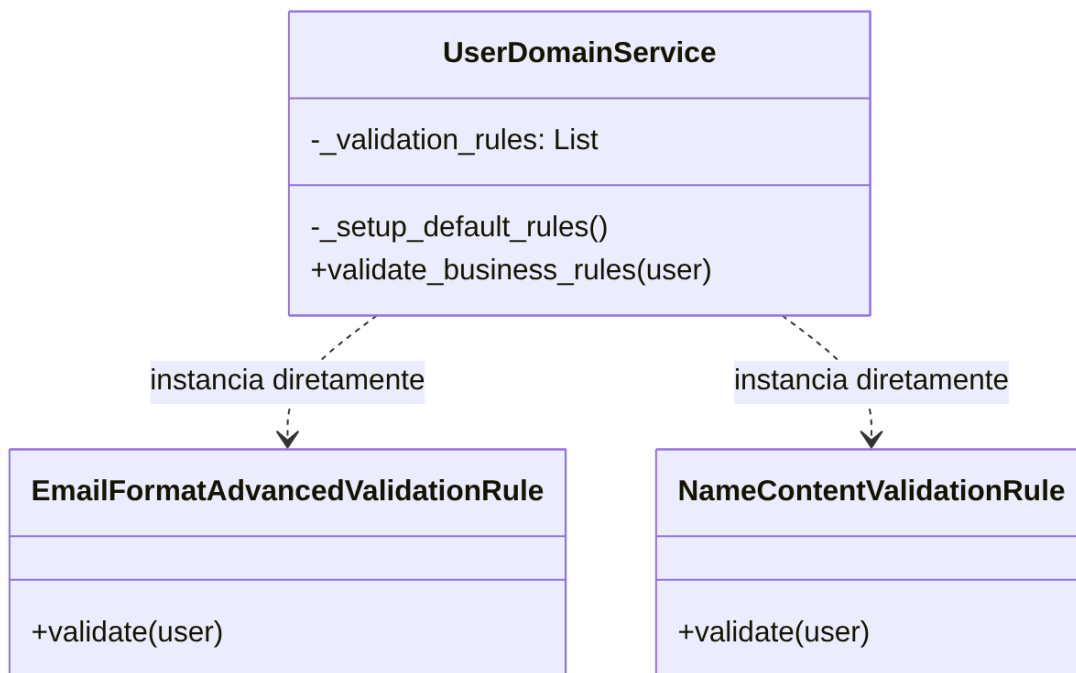 UserDomainService
-_validation_rules: List
-_setup_default_rules()
+validate_business_rules(user)
instancia diretamente
instancia diretamente
EmailFormatAdvancedValidationRule
NameContentValidationRule
+validate(user)
+validate(user)